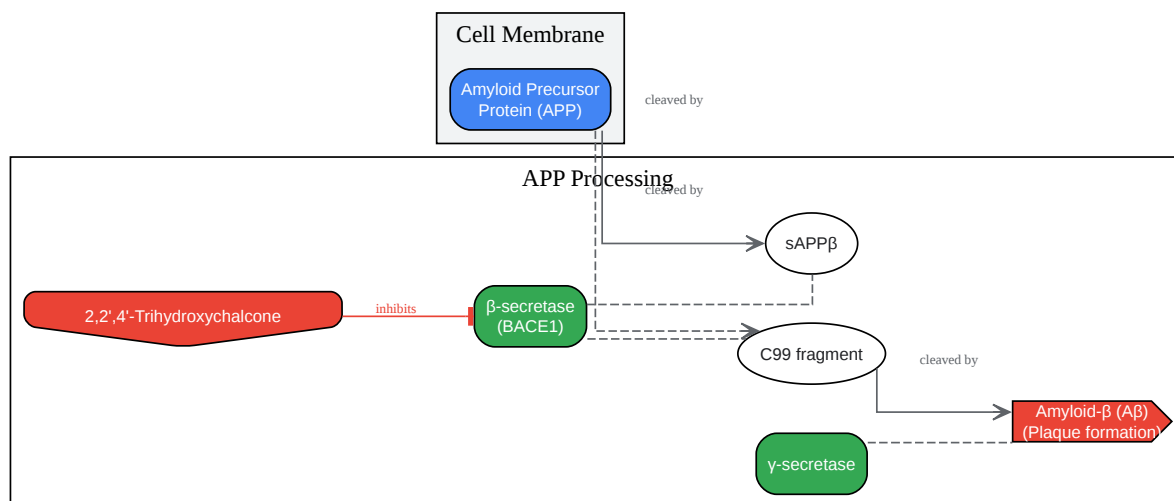 Cell Membrane
Amyloid Precursor
Protein (APP)
cleaved by
APP Processing
cleaved by
sAPPβ
2,2',4'-Trihydroxychalcone
inhibits
β-secretase
(BACE1)
C99 fragment
cleaved by
Amyloid-β (Aβ)
(Plaque formation)
γ-secretase